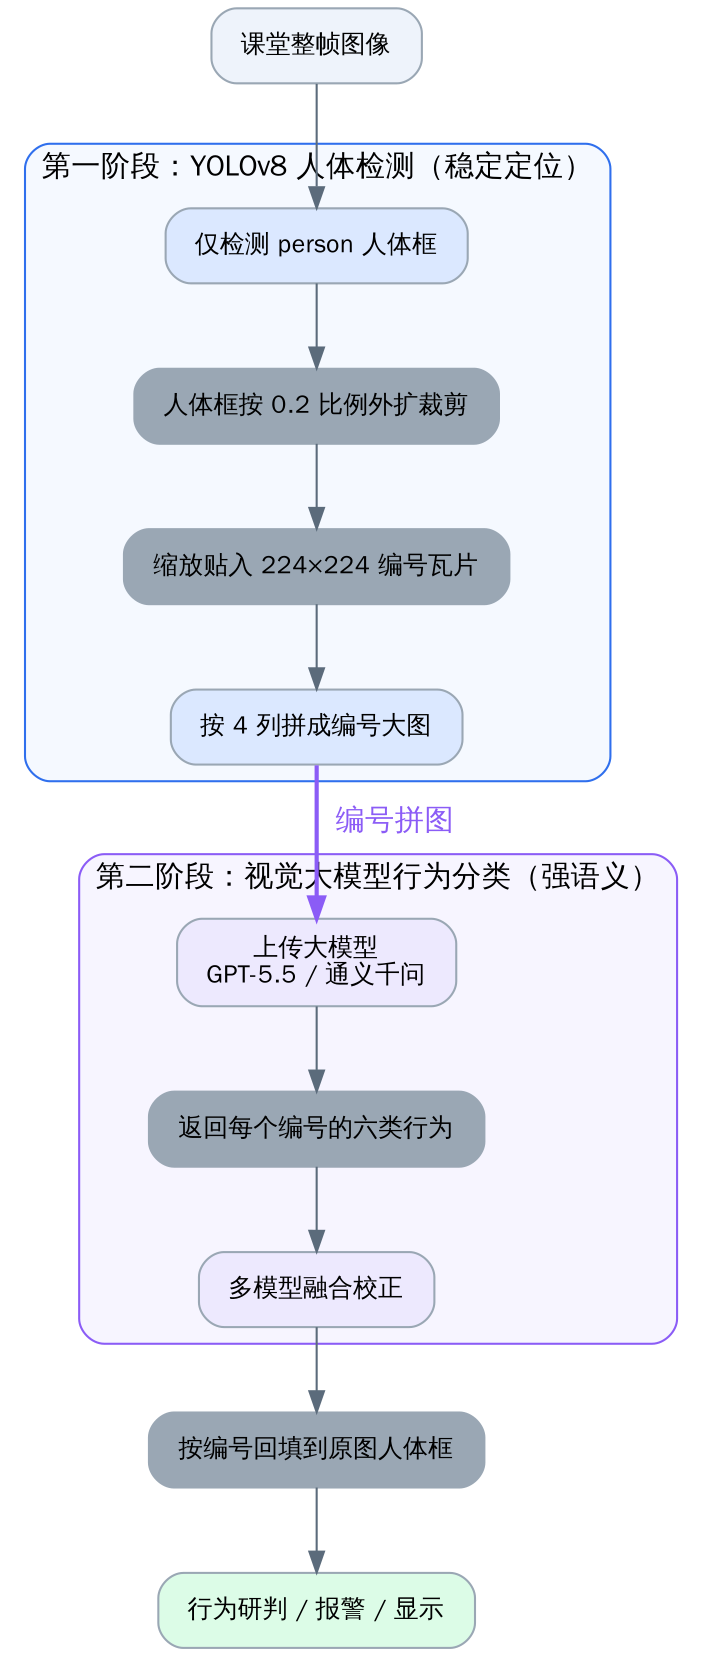 课堂整帧图像
第一阶段：YOLOv8 人体检测（稳定定位）
仅检测 person 人体框
人体框按 0.2 比例外扩裁剪
缩放贴入 224×224 编号瓦片
按 4 列拼成编号大图
编号拼图
第二阶段：视觉大模型行为分类（强语义）
上传大模型
GPT-5.5 / 通义千问
返回每个编号的六类行为
多模型融合校正
按编号回填到原图人体框
行为研判 / 报警 / 显示